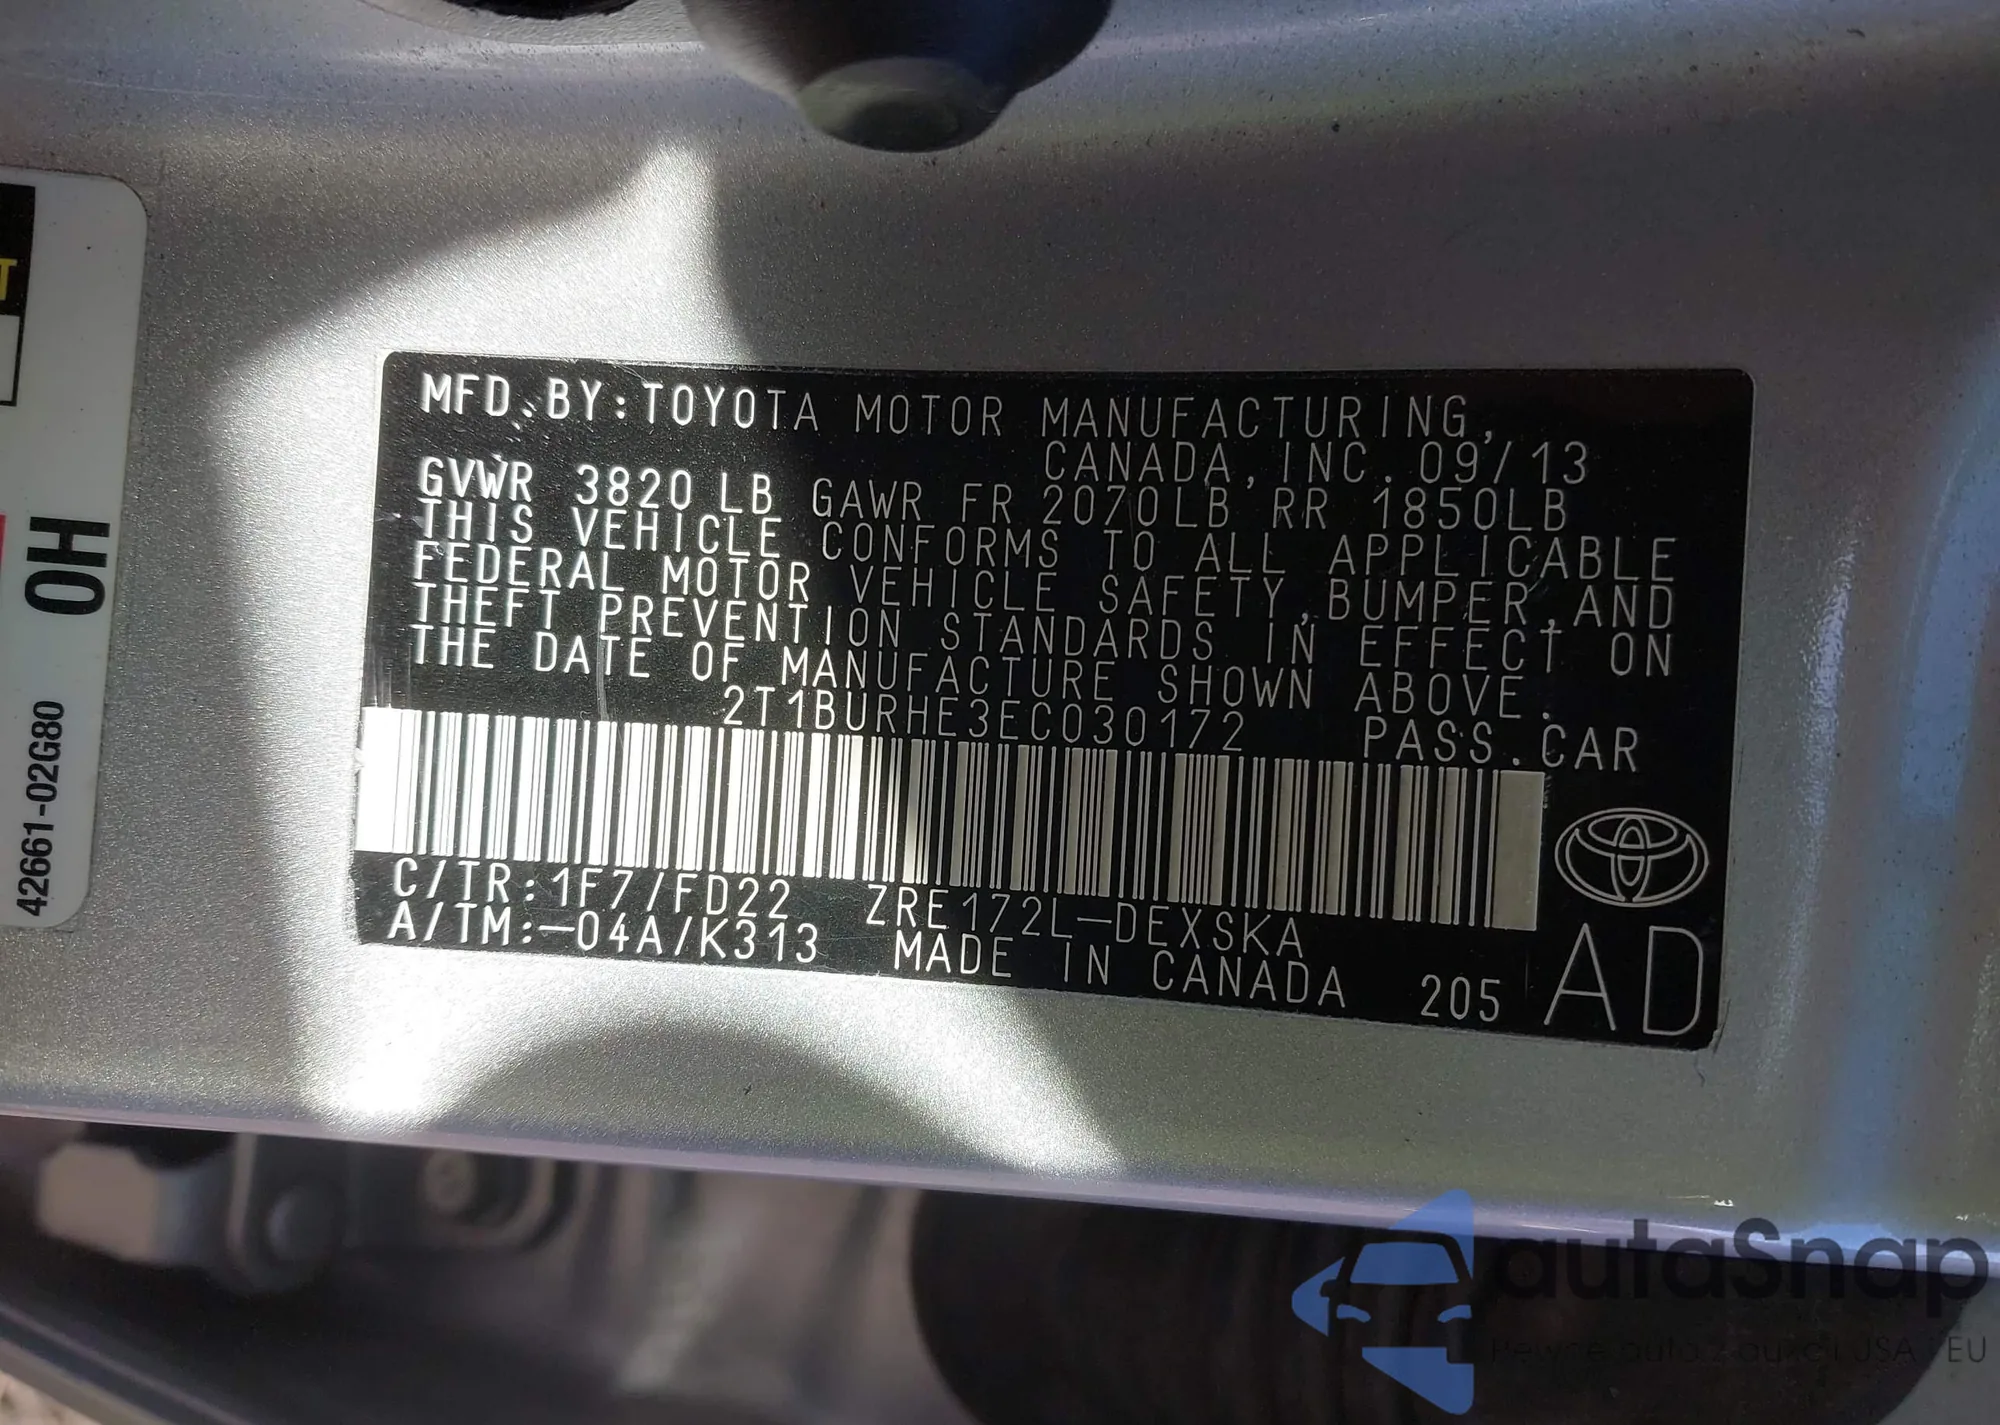 MFD.BY:TOYOTA MOTOR MANUFACTURING,
CANADA,INC. 09/13
GVWR 3820 LB GAWR FR 2070LB RR 1850LB
THIS VEHICLE CONFORMS TO ALL APPLICABLE
FEDERAL MOTOR VEHICLE SAFETY,BUMPER,AND
THEFT PREVENTION STANDARDS IN EFFECT ON
THE DATE OF MANUFACTURE SHOWN ABOVE.
2T1BURHE3EC030172 PASS.CAR
C/TR:1F7/FD22 ZRE172L-DEXSKA
A/TM:-04A/K313 MADE IN CANADA 205 AD
T
OH
42661-02G80
autaSnap
USA EU